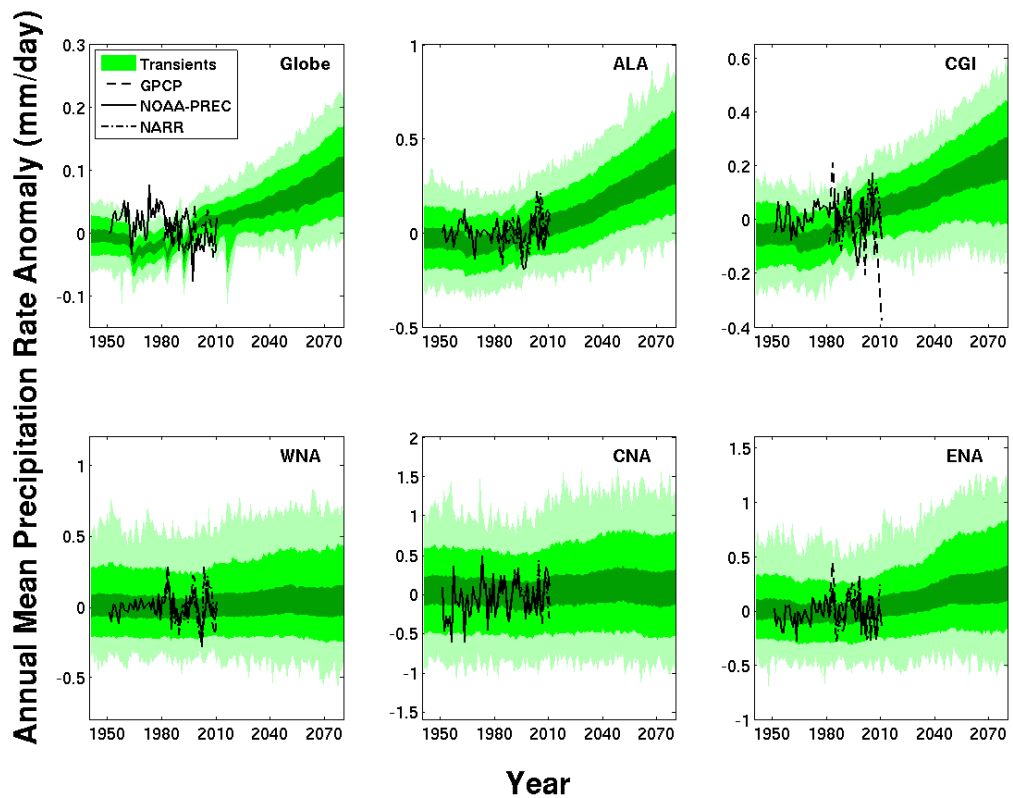 Annual Mean Precipitation Rate Anomaly (mm/day)
0.3
0.2
0.1
0
-0.1
Transients
GPCP
NOAA-PREC
NARR
Globe
1950 1980 2010 2040 2070
1
0.5
0
-0.5
ALA
1950 1980 2010 2040 2070
0.6
0.4
0.2
0
-0.2
-0.4
CGI
1950 1980 2010 2040 2070
1
0.5
0
-0.5
WNA
1950 1980 2010 2040 2070
2
1.5
1
0.5
0
-0.5
-1
-1.5
CNA
1950 1980 2010 2040 2070
1.5
1
0.5
0
-0.5
-1
ENA
1950 1980 2010 2040 2070
Year